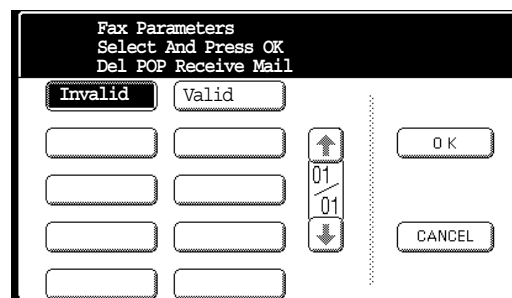 Fax Parameters
Select And Press OK
Del POP Receive Mail
Invalid Valid
OK
01
01
CANCEL